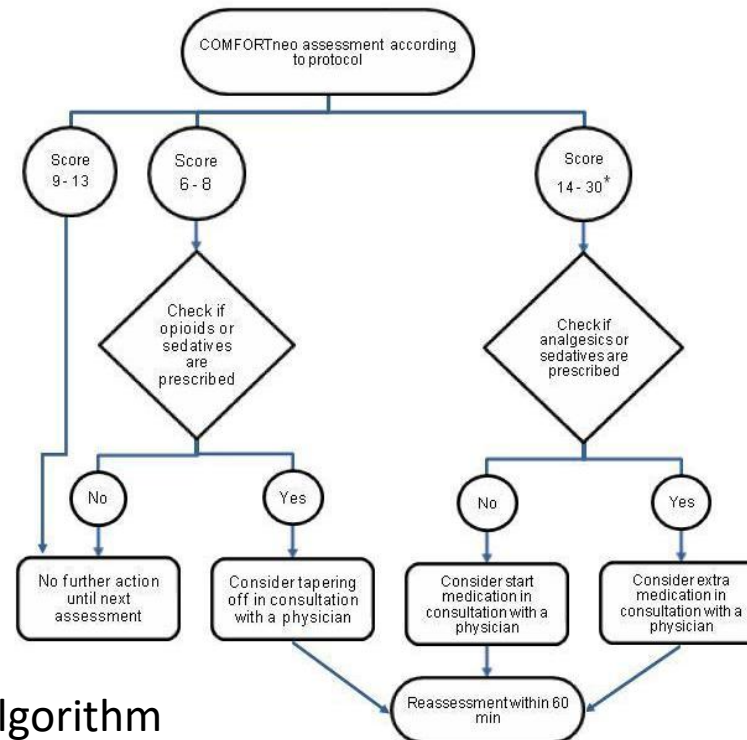 COMFORTneo assessment according
to protocol
Score
9 - 13
Score
6 - 8
Score
14 - 30*
Check if
opioids or
sedatives
are
prescribed
Check if
analgesics or
sedatives are
prescribed
No
Yes
No
Yes
No further action
until next
assessment
Consider tapering
off in consultation
with a physician
Consider start
medication in
consultation with a
physician
Consider extra
medication in
consultation with a
physician
Reassessment within 60
min
lgorithm